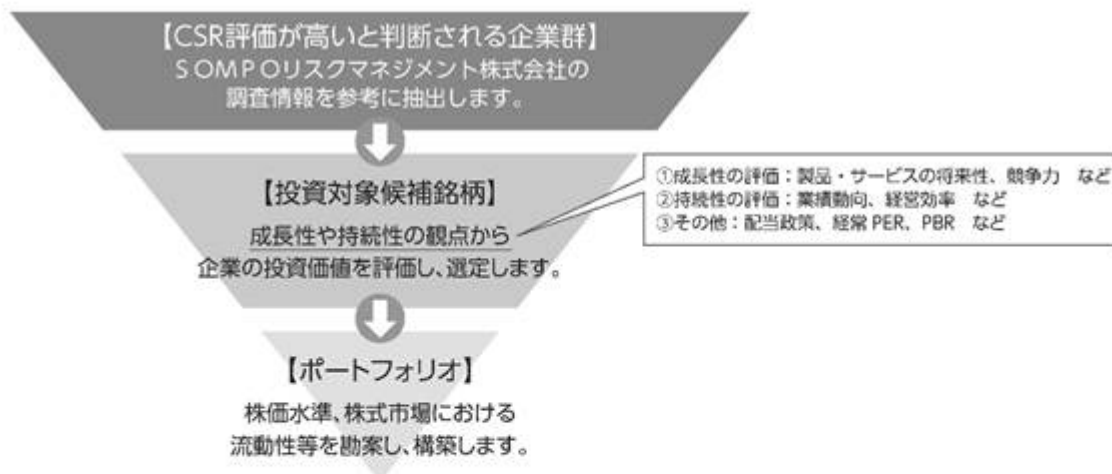 【CSR評価が高いと判断される企業群】
SOMPOリスクマネジメント株式会社の
調査情報を参考に抽出します。
【投資対象候補銘柄】
成長性や持続性の観点から
企業の投資価値を評価し、選定します。
①成長性の評価：製品・サービスの将来性、競争力　など
②持続性の評価：業績動向、経営効率　など
③その他：配当政策、経常 PER、PBR　など
【ポートフォリオ】
株価水準、株式市場における
流動性等を勘案し、構築します。